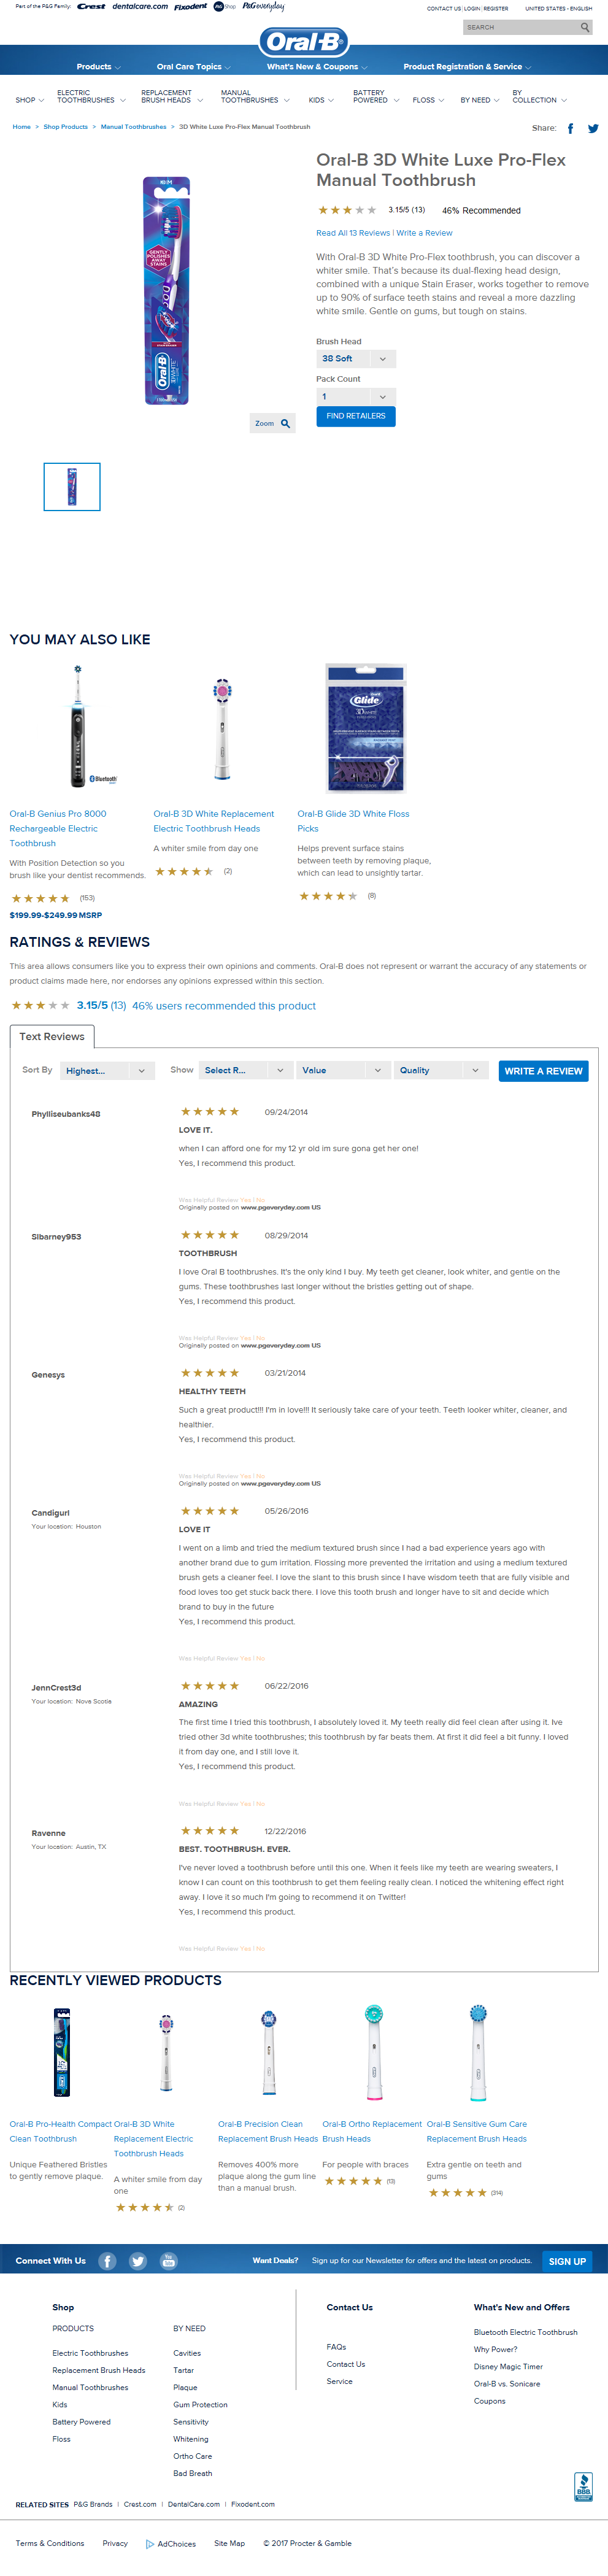 Part of the P&G Family: Crest dentalcare.com Fixodent P&G Shop P&G everyday
CONTACT US | LOGIN | REGISTER UNITED STATES - ENGLISH
SEARCH
Oral-B
Products Oral Care Topics What's New & Coupons Product Registration & Service
SHOP ELECTRIC TOOTHBRUSHES REPLACEMENT BRUSH HEADS MANUAL TOOTHBRUSHES KIDS BATTERY POWERED FLOSS BY NEED BY COLLECTION
Home > Shop Products > Manual Toothbrushes > 3D White Luxe Pro-Flex Manual Toothbrush
Share:
Oral-B 3D White Luxe Pro-Flex
Manual Toothbrush
3.15/5 (13) 46% Recommended
Read All 13 Reviews | Write a Review
With Oral-B 3D White Pro-Flex toothbrush, you can discover a
whiter smile. That's because its dual-flexing head design,
combined with a unique Stain Eraser, works together to remove
up to 90% of surface teeth stains and reveal a more dazzling
white smile. Gentle on gums, but tough on stains.
GENTLY
POLISHES
AWAY
STAINS
Oral-B
3DWHITE
Brush Head
38 Soft
Pack Count
1
FIND RETAILERS
Zoom
YOU MAY ALSO LIKE
Bluetooth
Glide
3DWHITE
Oral-B Genius Pro 8000
Rechargeable Electric
Toothbrush
With Position Detection so you
brush like your dentist recommends.
(153)
$199.99-$249.99 MSRP
Oral-B 3D White Replacement
Electric Toothbrush Heads
A whiter smile from day one
(2)
Oral-B Glide 3D White Floss
Picks
Helps prevent surface stains
between teeth by removing plaque,
which can lead to unsightly tartar.
(8)
RATINGS & REVIEWS
This area allows consumers like you to express their own opinions and comments. Oral-B does not represent or warrant the accuracy of any statements or
product claims made here, nor endorses any opinions expressed within this section.
3.15/5 (13) 46% users recommended this product
Text Reviews
Sort By Highest... Show Select R... Value Quality WRITE A REVIEW
Phylliseubanks48
09/24/2014
LOVE IT.
when I can afford one for my 12 yr old im sure gona get her one!
Yes, I recommend this product.
Was Helpful Review Yes | No
Originally posted on www.pgeveryday.com US
Slbarney953
08/29/2014
TOOTHBRUSH
I love Oral B toothbrushes. It's the only kind I buy. My teeth get cleaner, look whiter, and gentle on the
gums. These toothbrushes last longer without the bristles getting out of shape.
Yes, I recommend this product.
Was Helpful Review Yes | No
Originally posted on www.pgeveryday.com US
Genesys
03/21/2014
HEALTHY TEETH
Such a great product!!! I'm in love!!! It seriously take care of your teeth. Teeth looker whiter, cleaner, and
healthier.
Yes, I recommend this product.
Was Helpful Review Yes | No
Originally posted on www.pgeveryday.com US
Candigurl
Your location: Houston
05/26/2016
LOVE IT
I went on a limb and tried the medium textured brush since I had a bad experience years ago with
another brand due to gum irritation. Flossing more prevented the irritation and using a medium textured
brush gets a cleaner feel. I love the slant to this brush since I have wisdom teeth that are fully visible and
food loves too get stuck back there. I love this tooth brush and longer have to sit and decide which
brand to buy in the future
Yes, I recommend this product.
Was Helpful Review Yes | No
JennCrest3d
Your location: Nova Scotia
06/22/2016
AMAZING
The first time I tried this toothbrush, I absolutely loved it. My teeth really did feel clean after using it. Ive
tried other 3d white toothbrushes; this toothbrush by far beats them. At first it did feel a bit funny. I loved
it from day one, and I still love it.
Yes, I recommend this product.
Was Helpful Review Yes | No
Ravenne
Your location: Austin, TX
12/22/2016
BEST. TOOTHBRUSH. EVER.
I've never loved a toothbrush before until this one. When it feels like my teeth are wearing sweaters, I
know I can count on this toothbrush to get them feeling really clean. I noticed the whitening effect right
away. I love it so much I'm going to recommend it on Twitter!
Yes, I recommend this product.
Was Helpful Review Yes | No
RECENTLY VIEWED PRODUCTS
Oral-B Pro-Health Compact
Clean Toothbrush
Unique Feathered Bristles
to gently remove plaque.
Oral-B 3D White
Replacement Electric
Toothbrush Heads
A whiter smile from day
one
(2)
Oral-B Precision Clean
Replacement Brush Heads
Removes 400% more
plaque along the gum line
than a manual brush.
Oral-B Ortho Replacement
Brush Heads
For people with braces
(13)
Oral-B Sensitive Gum Care
Replacement Brush Heads
Extra gentle on teeth and
gums
(314)
Connect With Us
Want Deals? Sign up for our Newsletter for offers and the latest on products. SIGN UP
Shop
PRODUCTS
Electric Toothbrushes
Replacement Brush Heads
Manual Toothbrushes
Kids
Battery Powered
Floss
BY NEED
Cavities
Tartar
Plaque
Gum Protection
Sensitivity
Whitening
Ortho Care
Bad Breath
Contact Us
FAQs
Contact Us
Service
What's New and Offers
Bluetooth Electric Toothbrush
Why Power?
Disney Magic Timer
Oral-B vs. Sonicare
Coupons
BBB
RELATED SITES P&G Brands | Crest.com | DentalCare.com | Fixodent.com
Terms & Conditions Privacy AdChoices Site Map © 2017 Procter & Gamble